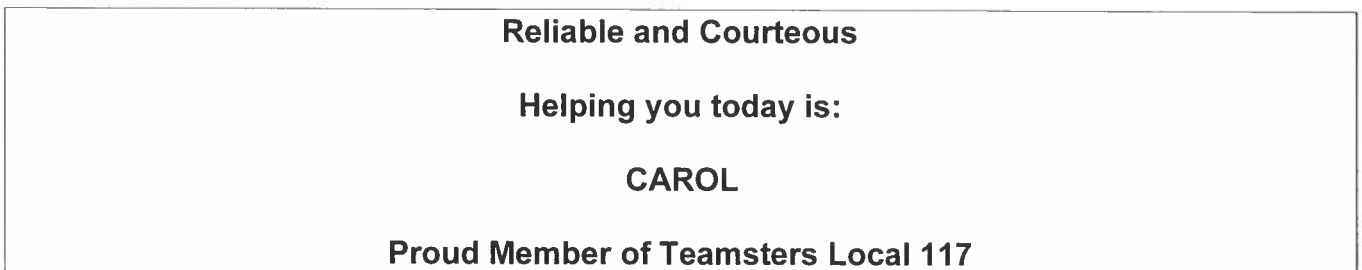 Reliable and Courteous
Helping you today is:
CAROL
Proud Member of Teamsters Local 117